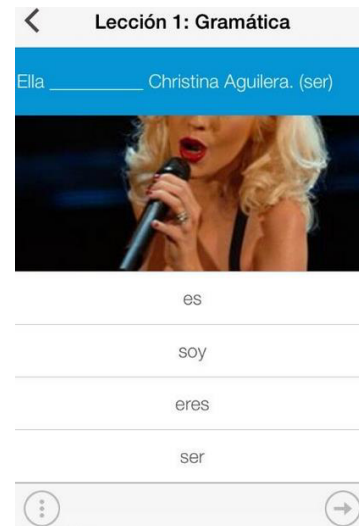 Lección 1: Gramática
Ella __________ Christina Aguilera. (ser)
es
soy
eres
ser